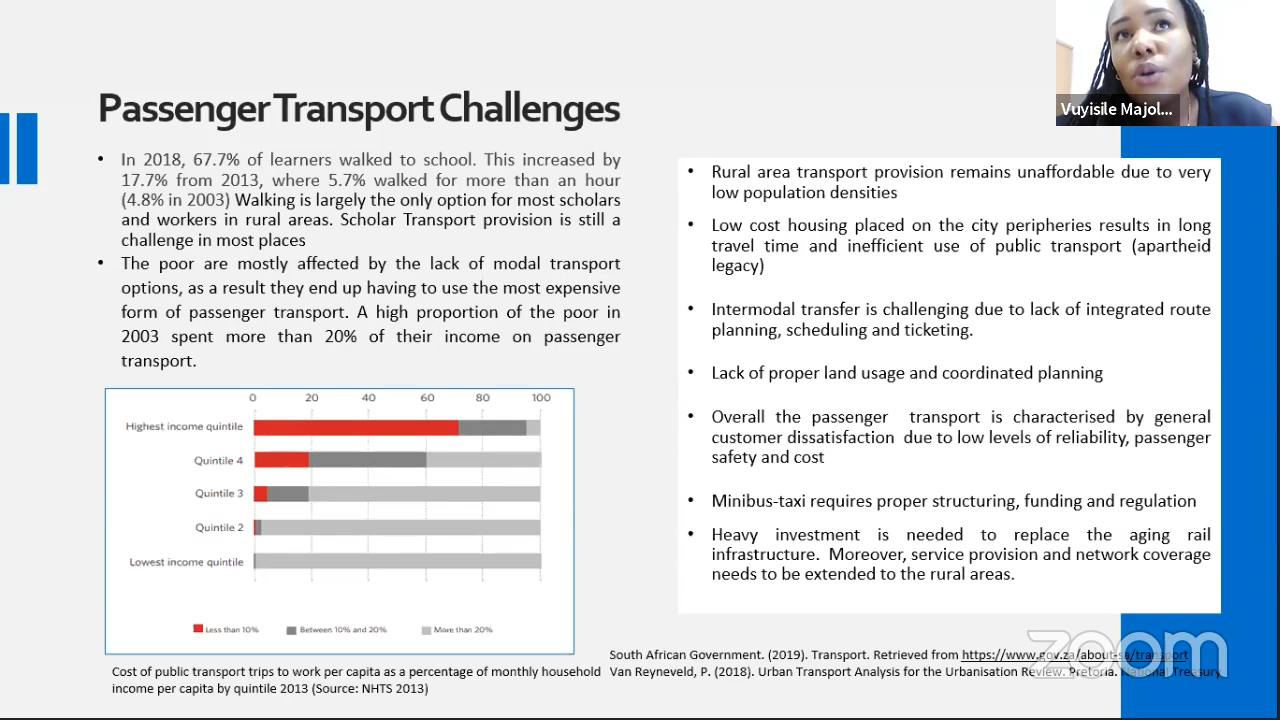 Passenger Transport Challenges
• In 2018, 67.7% of learners walked to school. This increased by
17.7% from 2013, where 5.7% walked for more than an hour
(4.8% in 2003) Walking is largely the only option for most scholars
and workers in rural areas. Scholar Transport provision is still a
challenge in most places
• The poor are mostly affected by the lack of modal transport
options, as a result they end up having to use the most expensive
form of passenger transport. A high proportion of the poor in
2003 spent more than 20% of their income on passenger
transport.
0 20 40 60 80 100
Highest income quintile
Quintile 4
Quintile 3
Quintile 2
Lowest income quintile
Less than 10% Between 10% and 20% More than 20%
Cost of public transport trips to work per capita as a percentage of monthly household
income per capita by quintile 2013 (Source: NHTS 2013)
Vuyisile Majol...
• Rural area transport provision remains unaffordable due to very
low population densities
• Low cost housing placed on the city peripheries results in long
travel time and inefficient use of public transport (apartheid
legacy)
• Intermodal transfer is challenging due to lack of integrated route
planning, scheduling and ticketing.
• Lack of proper land usage and coordinated planning
• Overall the passenger transport is characterised by general
customer dissatisfaction due to low levels of reliability, passenger
safety and cost
• Minibus-taxi requires proper structuring, funding and regulation
• Heavy investment is needed to replace the aging rail
infrastructure. Moreover, service provision and network coverage
needs to be extended to the rural areas.
South African Government. (2019). Transport. Retrieved from https://www.gov.za/about-sa/transport
Van Reyneveld, P. (2018). Urban Transport Analysis for the Urbanisation Review. Pretoria. National Treasury
zoom